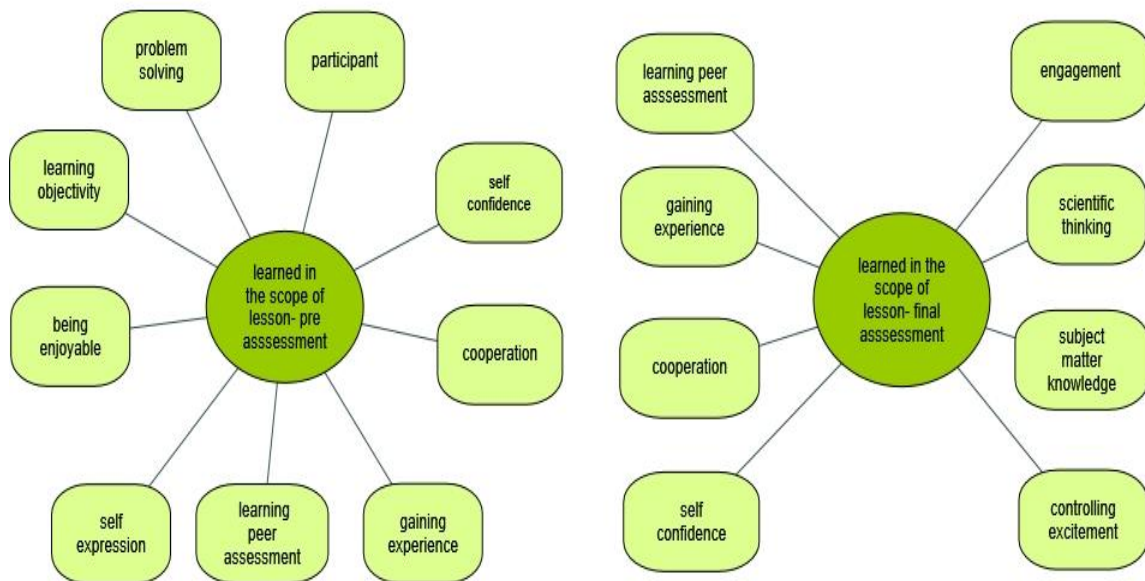 problem
solving
participant
learning
objectivity
self
confidence
learned in
the scope of
lesson- pre
asssessment
being
enjoyable
cooperation
self
expression
learning
peer
assessment
gaining
experience
learning peer
asssessment
engagement
gaining
experience
scientific
thinking
learned in the
scope of
lesson- final
asssessment
cooperation
subject
matter
knowledge
self
confidence
controlling
excitement